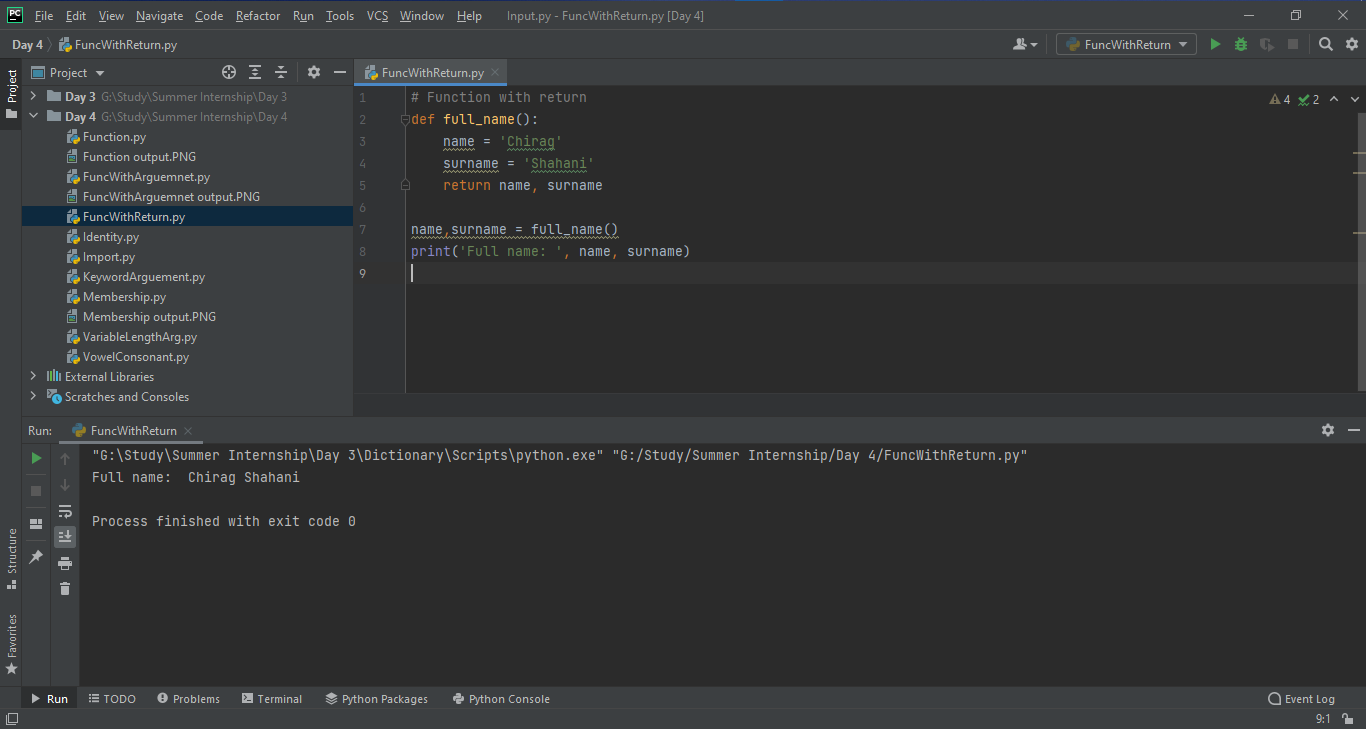 PC File Edit View Navigate Code Refactor Run Tools VCS Window Help Input.py - FuncWithReturn.py [Day 4]
Day 4 FuncWithReturn.py FuncWithReturn
Project
Project
FuncWithReturn.py
Day 3 G:\Study\Summer Internship\Day 3
Day 4 G:\Study\Summer Internship\Day 4
Function.py
Function output.PNG
FuncWithArguemnet.py
FuncWithArguemnet output.PNG
FuncWithReturn.py
Identity.py
Import.py
KeywordArguement.py
Membership.py
Membership output.PNG
VariableLengthArg.py
VowelConsonant.py
External Libraries
Scratches and Consoles
4 2
1 # Function with return
2 def full_name():
3 name = 'Chirag'
4 surname = 'Shahani'
5 return name, surname
6
7 name,surname = full_name()
8 print('Full name: ', name, surname)
9
Run: FuncWithReturn
"G:\Study\Summer Internship\Day 3\Dictionary\Scripts\python.exe" "G:/Study/Summer Internship/Day 4/FuncWithReturn.py"
Full name:  Chirag Shahani
Process finished with exit code 0
Structure
Favorites
Run TODO Problems Terminal Python Packages Python Console Event Log
9:1